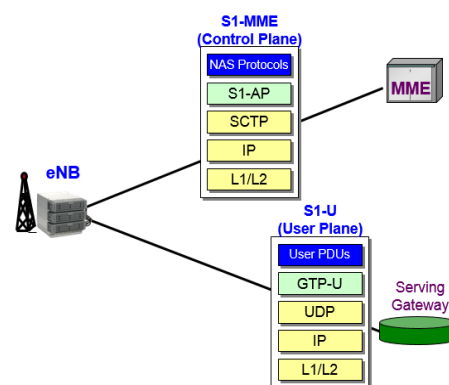 S1-MME
(Control Plane)
NAS Protocols
S1-AP
SCTP
IP
L1/L2
MME
eNB
S1-U
(User Plane)
User PDUs
GTP-U
UDP
IP
L1/L2
Serving
Gateway